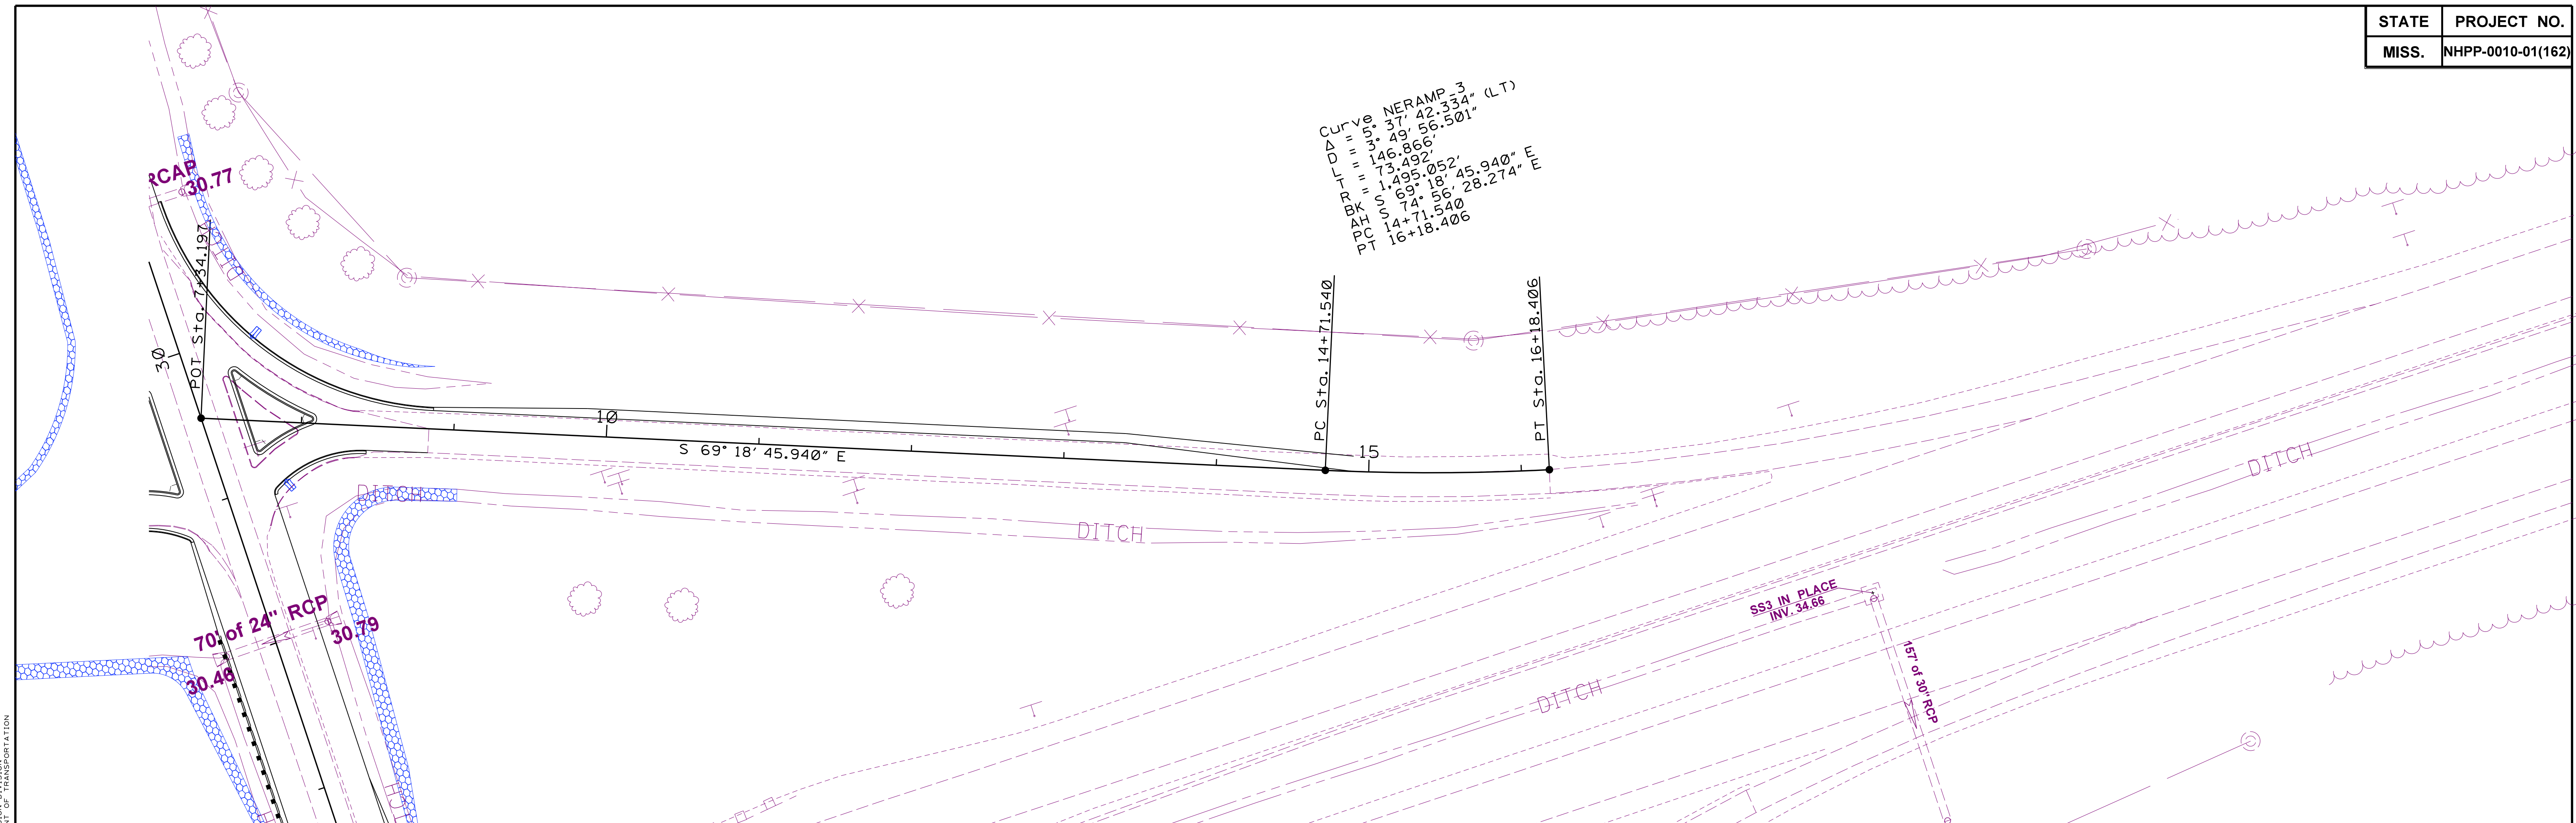 STATE PROJECT NO.
MISS. NHPP-0010-01(162)
Curve NERAMP_3
Δ = 5° 37' 42.334" (LT)
D = 3° 49' 56.501"
L = 146.866'
T = 73.492'
R = 1,495.052'
BK S 69° 18' 45.940" E
AH S 74° 56' 28.274" E
PC 14+71.540
PT 16+18.406
RCAP
30.77
POT Sta. 7+34.197
30
10
S 69° 18' 45.940" E
PC Sta. 14+71.540
15
PT Sta. 16+18.406
DITCH
DITCH
DITCH
DITCH
SS3 IN PLACE
INV. 34.66
157' of 30" RCP
70' of 24" RCP
30.79
30.46
NT OF TRANSPORTATION